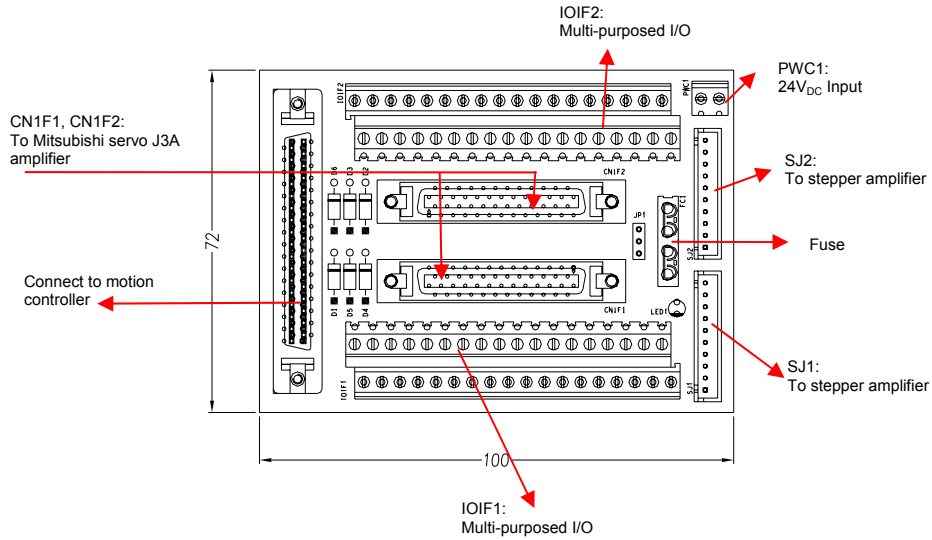 IOIF2:
Multi-purposed I/O
PWC1:
24VDC Input
CN1F1, CN1F2:
To Mitsubishi servo J3A
amplifier
SJ2:
To stepper amplifier
Fuse
Connect to motion
controller
SJ1:
To stepper amplifier
IOIF1:
Multi-purposed I/O
IOIF2
PWC1
D6
D3
D2
CN1F2
JP1
FC1
SJ2
72
D1
D5
D4
CN1F1
LED1
IOIF1
SJ1
100